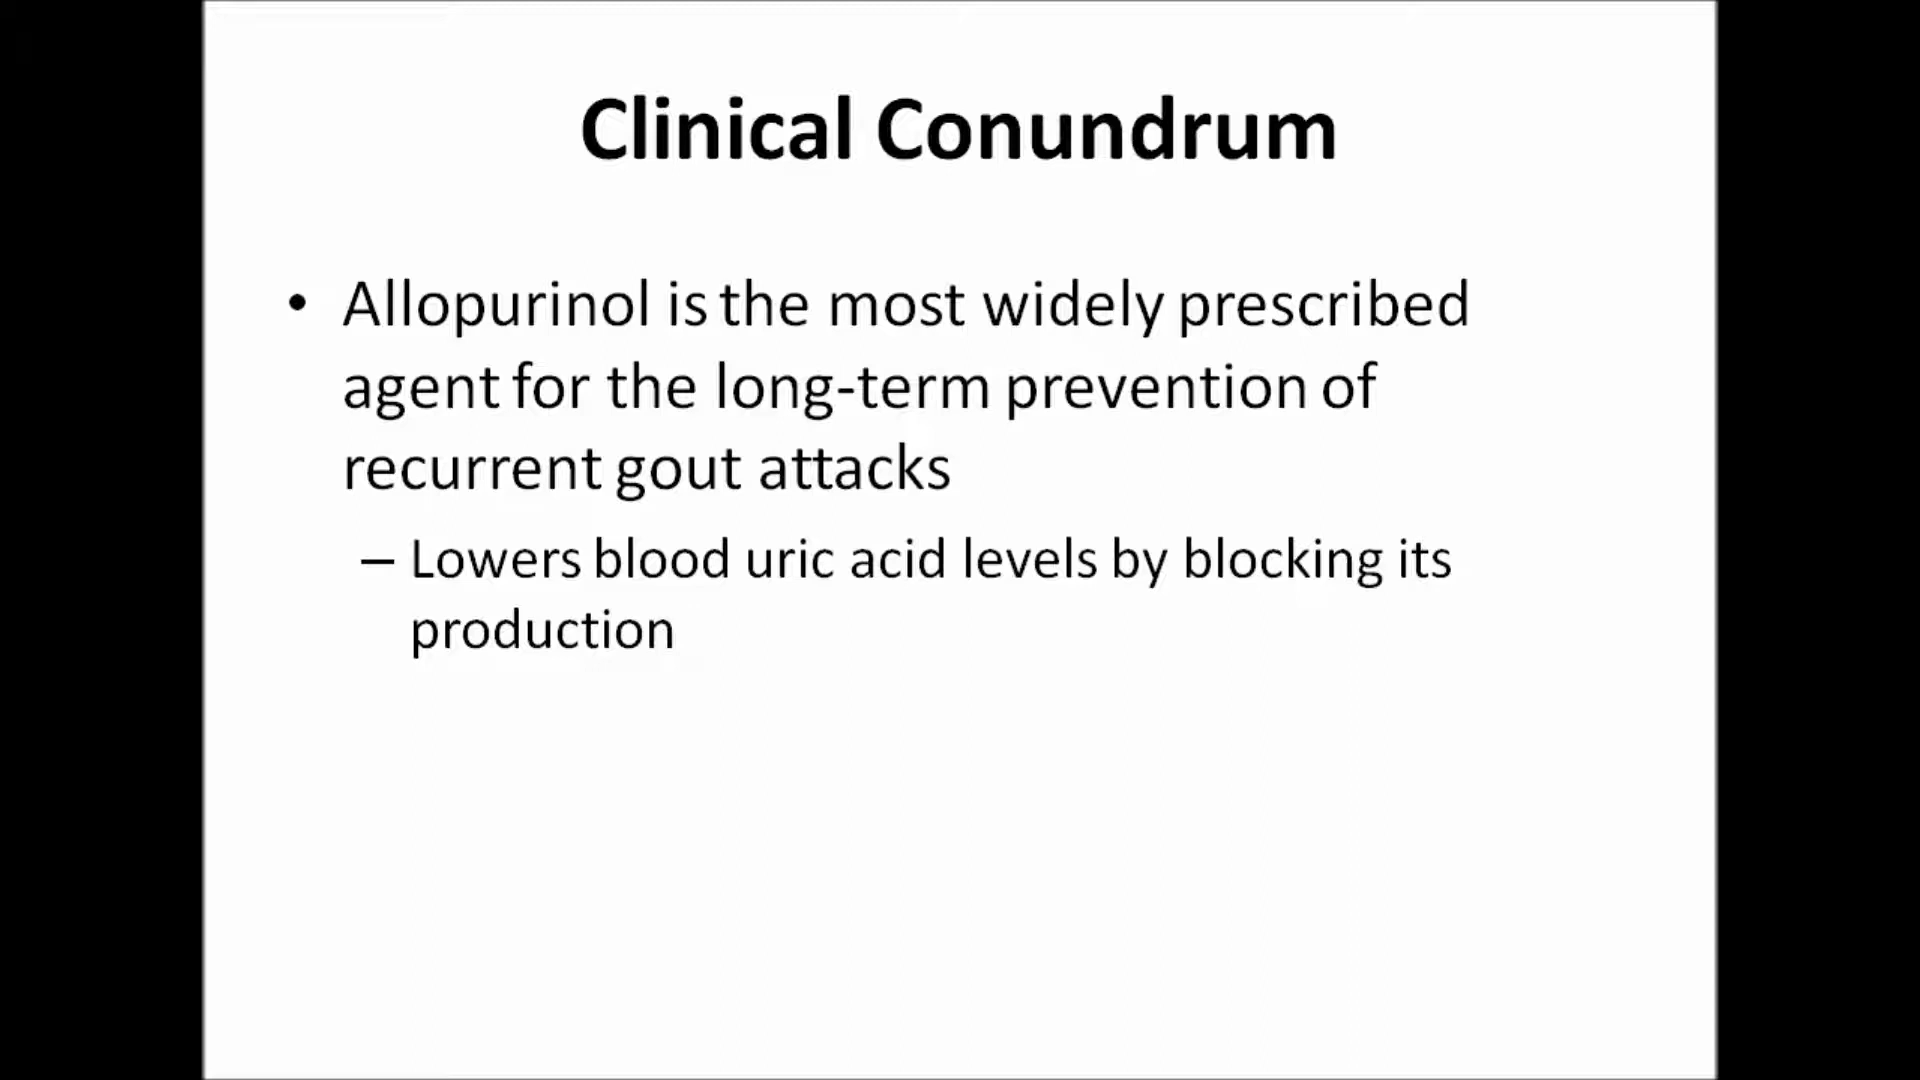 Clinical Conundrum
• Allopurinol is the most widely prescribed
agent for the long-term prevention of
recurrent gout attacks
– Lowers blood uric acid levels by blocking its
production